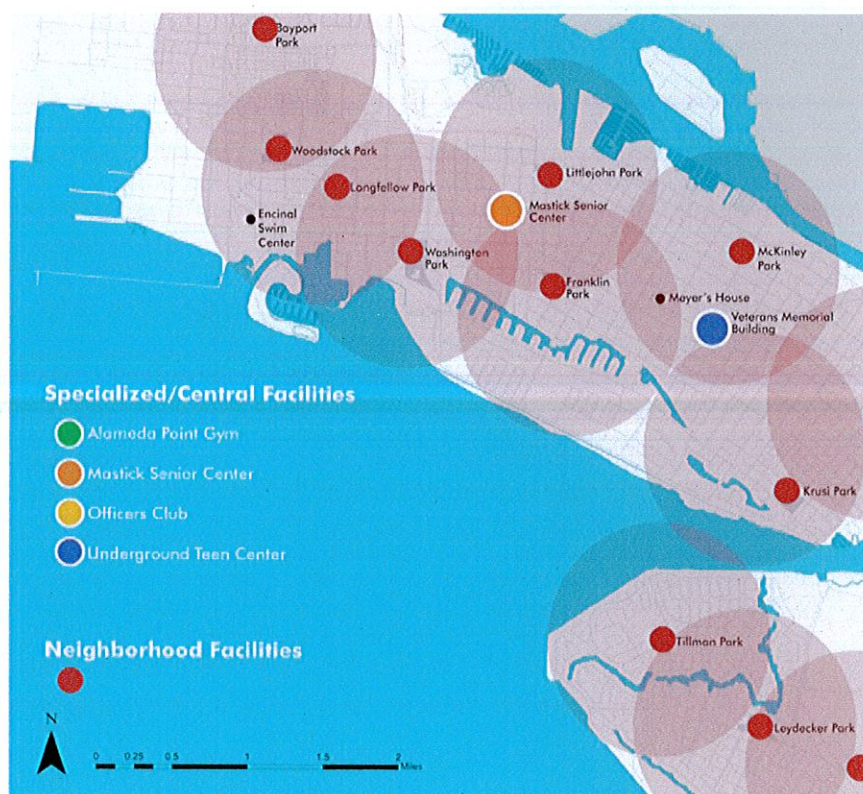 Bayport
Park
Woodstock Park
Longfellow Park
Littlejohn Park
Mastick Senior
Center
Encinal
Swim
Center
Washington
Park
McKinley
Park
Franklin
Park
Meyer's House
Veterans Memorial
Building
Specialized/Central Facilities
Alameda Point Gym
Mastick Senior Center
Officers Club
Underground Teen Center
Krusi Park
Tillman Park
Neighborhood Facilities
Leydecker Park
N
0 0.25 0.5 1 1.5 2
Miles